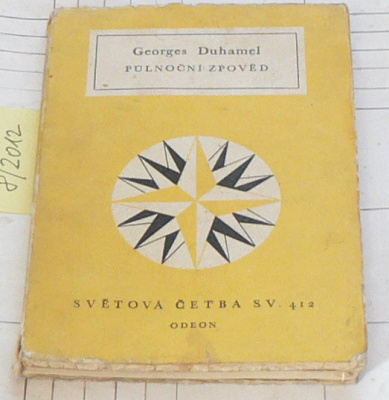 Georges Duhamel
PŮLNOČNÍ ZPOVĚĎ
SVĚTOVÁ ČETBA SV. 412
ODEON
8/2012